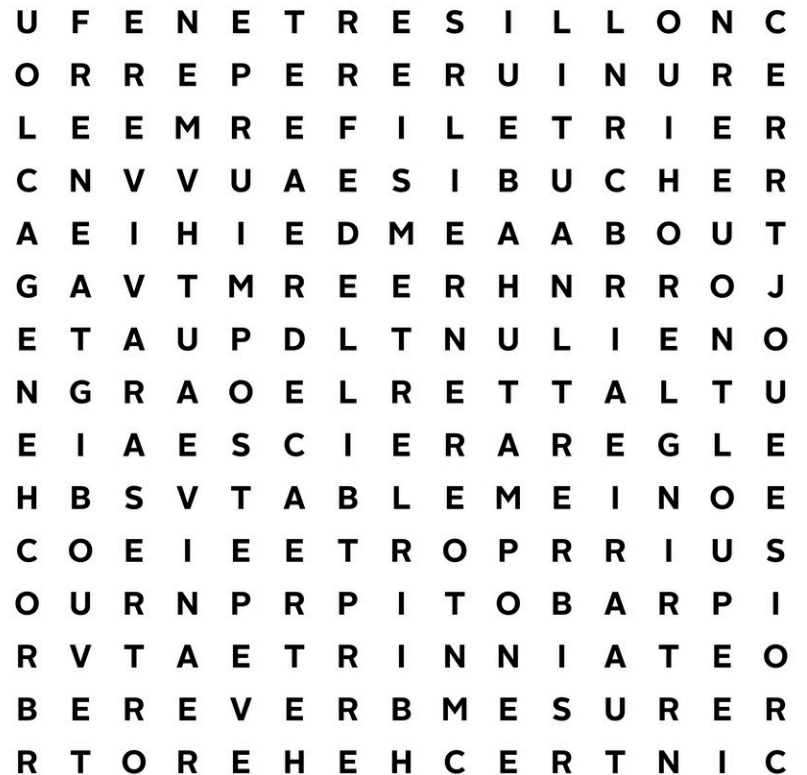 U F E N E T R E S I L L O N C
O R R E P E R E R U I N U R E
L E E M R E F I L E T R I E R
C N V V U A E S I B U C H E R
A E I H I E D M E A A B O U T
G A V T M R E E R H N R R O J
E T A U P D L T N U L I E N O
N G R A O E L R E T T A L T U
E I A E S C I E R A R E G L E
H B S V T A B L E M E I N O E
C O E I E E T R O P R R I U S
O U R N P R P I T O B A R P I
R V T A E T R I N N I A T E O
B E R E V E R B M E S U R E R
R T O R E H E H C E R T N I C